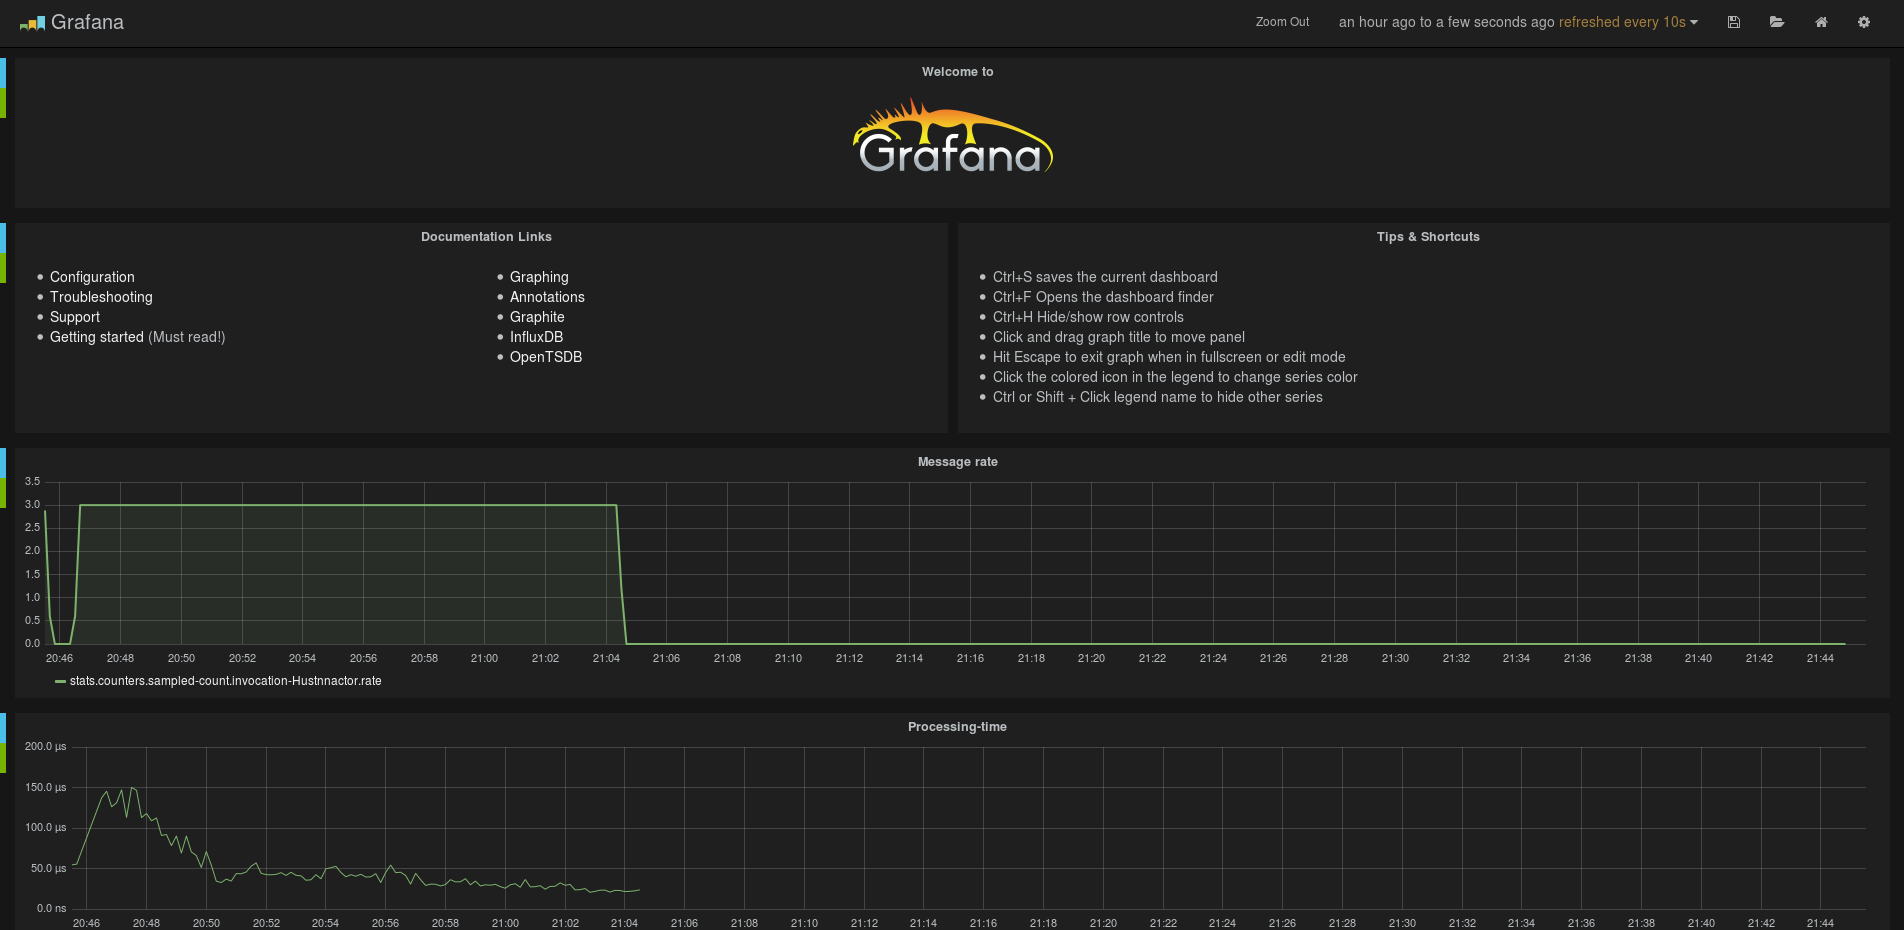 Grafana
Zoom Out an hour ago to a few seconds ago refreshed every 10s
Welcome to
Grafana
Documentation Links
Configuration
Troubleshooting
Support
Getting started (Must read!)
Graphing
Annotations
Graphite
InfluxDB
OpenTSDB
Tips & Shortcuts
Ctrl+S saves the current dashboard
Ctrl+F Opens the dashboard finder
Ctrl+H Hide/show row controls
Click and drag graph title to move panel
Hit Escape to exit graph when in fullscreen or edit mode
Click the colored icon in the legend to change series color
Ctrl or Shift + Click legend name to hide other series
Message rate
3.5
3.0
2.5
2.0
1.5
1.0
0.5
0.0
20:46 20:48 20:50 20:52 20:54 20:56 20:58 21:00 21:02 21:04 21:06 21:08 21:10 21:12 21:14 21:16 21:18 21:20 21:22 21:24 21:26 21:28 21:30 21:32 21:34 21:36 21:38 21:40 21:42 21:44
stats.counters.sampled-count.invocation-Hustnnactor.rate
Processing-time
200.0 µs
150.0 µs
100.0 µs
50.0 µs
0.0 ns
20:46 20:48 20:50 20:52 20:54 20:56 20:58 21:00 21:02 21:04 21:06 21:08 21:10 21:12 21:14 21:16 21:18 21:20 21:22 21:24 21:26 21:28 21:30 21:32 21:34 21:36 21:38 21:40 21:42 21:44